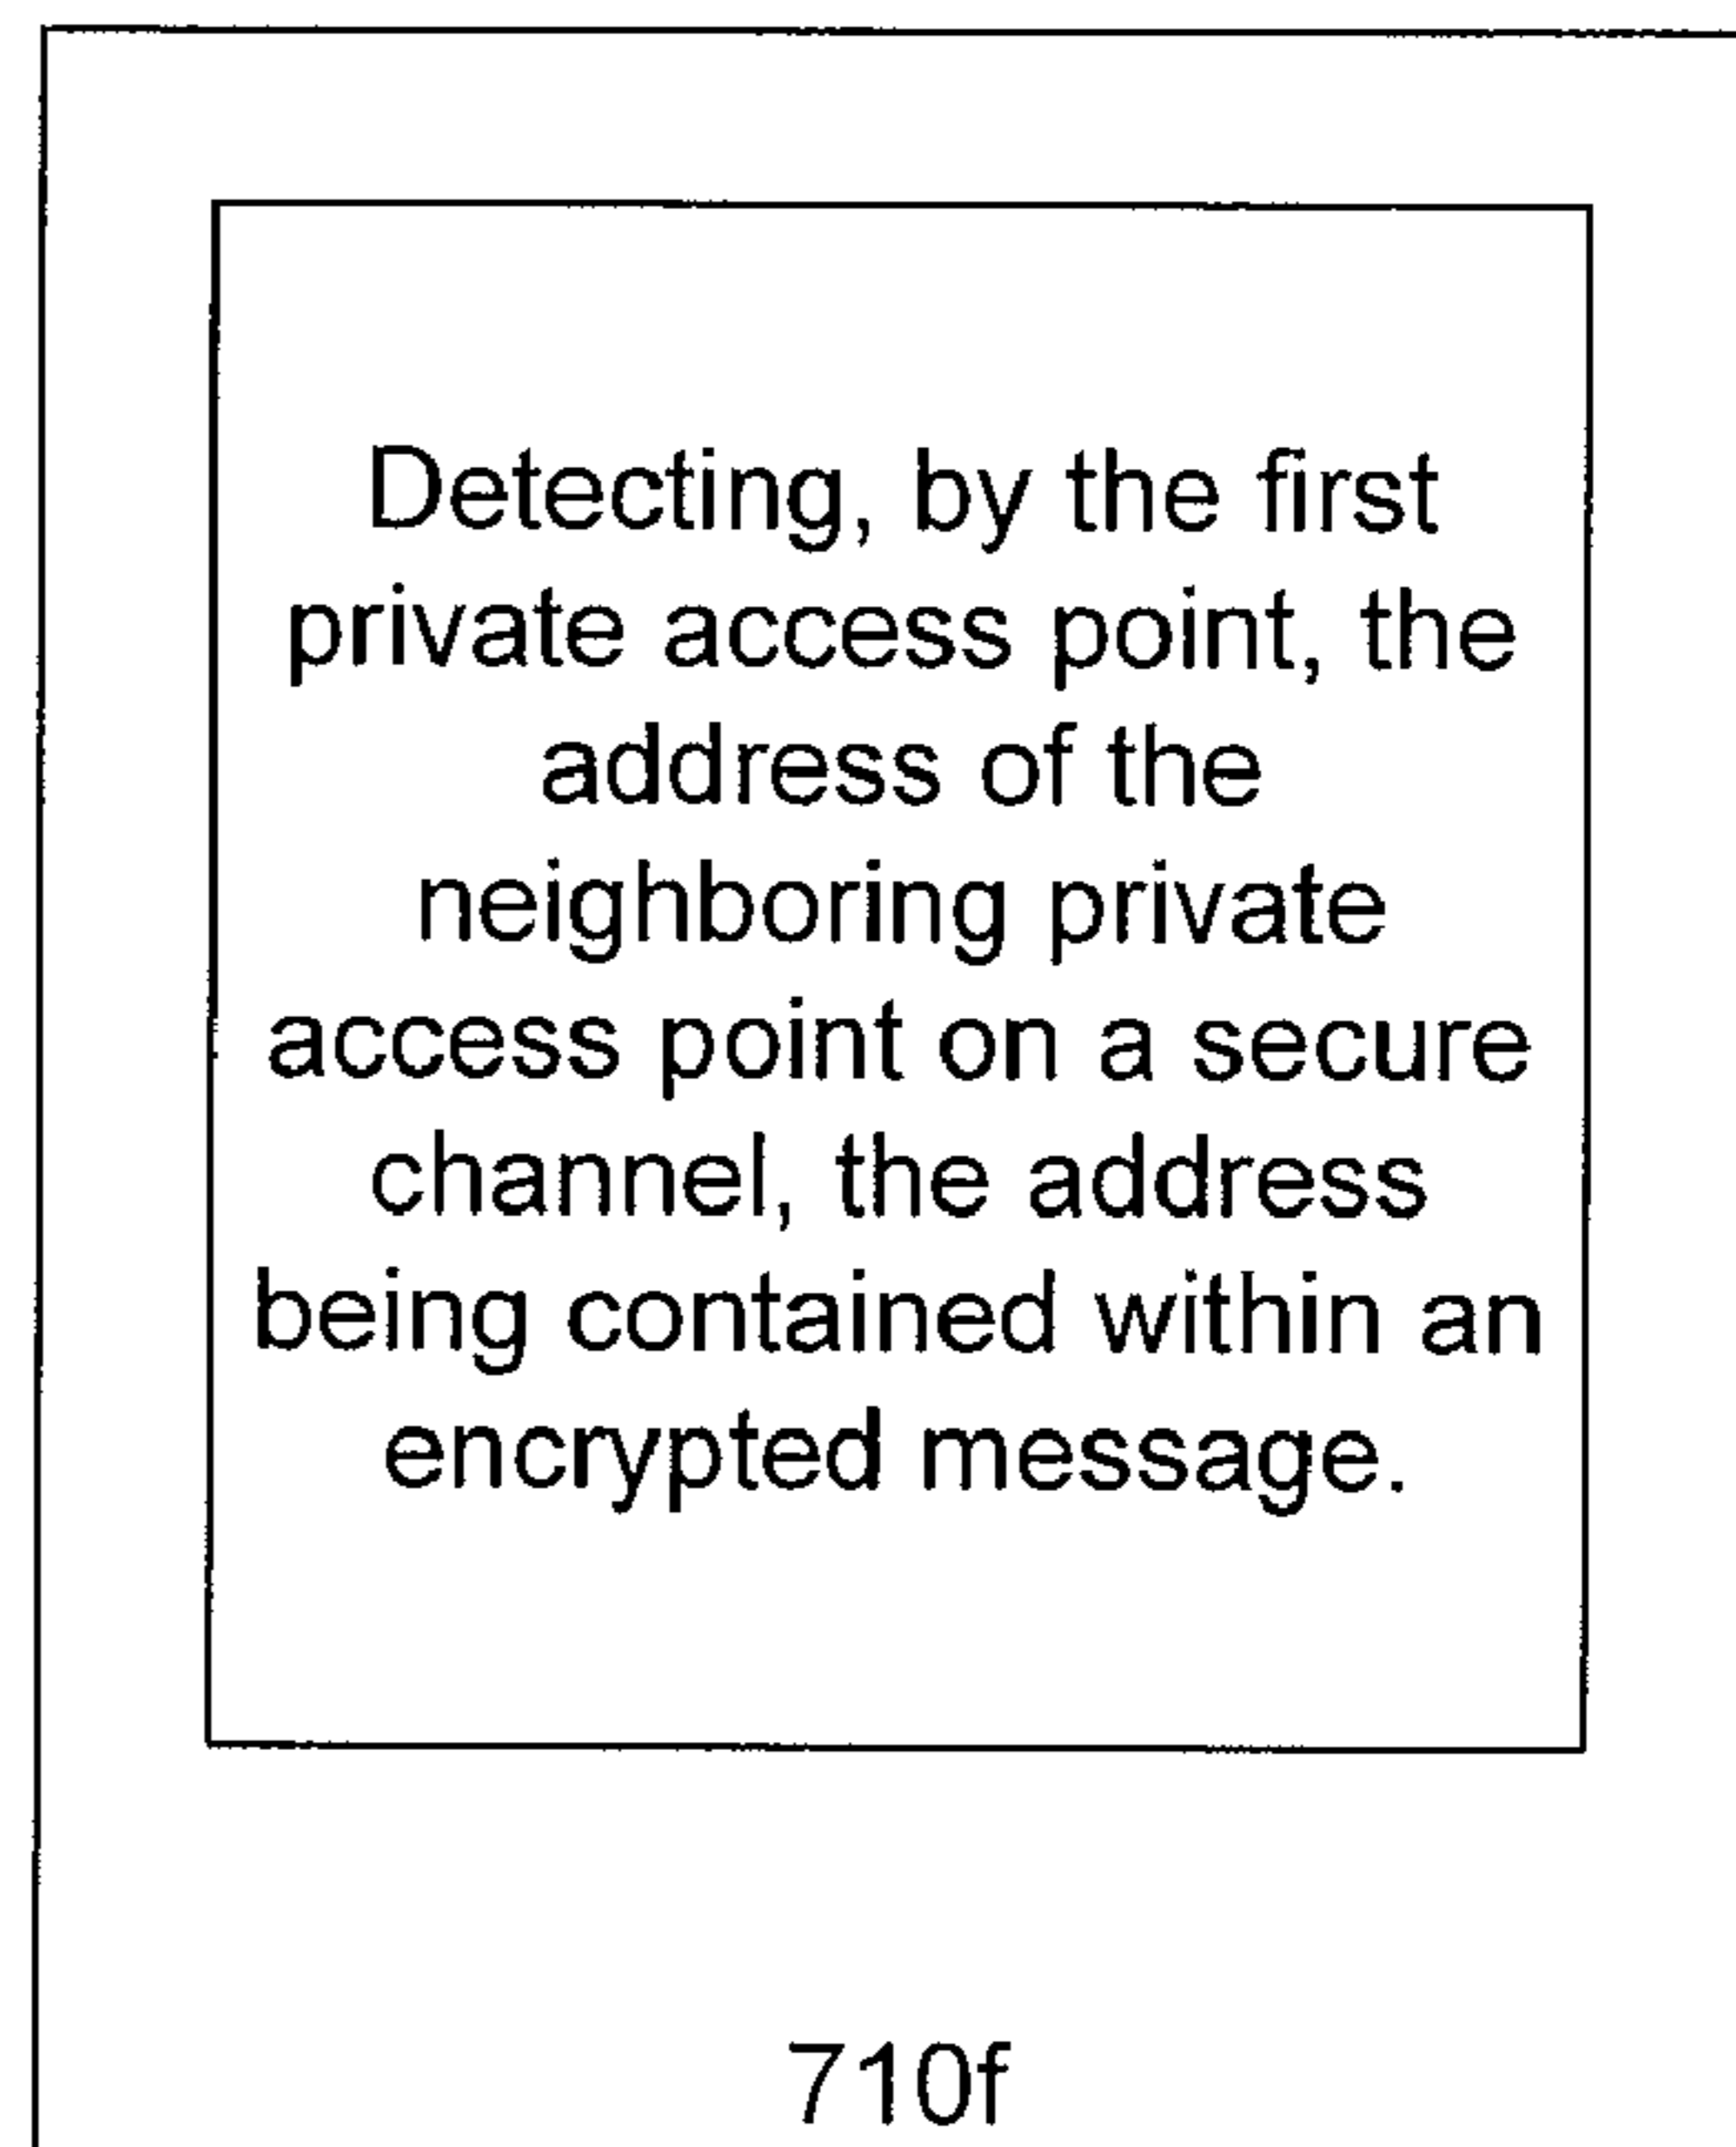 Detecting, by the first
private access point, the
address of the
neighboring private
access point on a secure
channel, the address
being contained within an
encrypted message.
710f